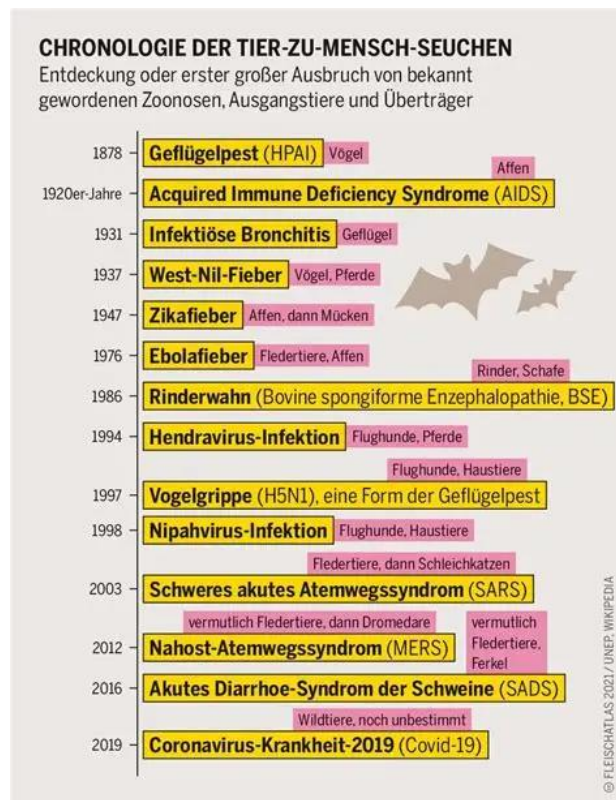 CHRONOLOGIE DER TIER-ZU-MENSCH-SEUCHEN
Entdeckung oder erster großer Ausbruch von bekannt
gewordenen Zoonosen, Ausgangstiere und Überträger
1878 Geflügelpest (HPAI) Vögel
Affen
1920er-Jahre Acquired Immune Deficiency Syndrome (AIDS)
1931 Infektiöse Bronchitis Geflügel
1937 West-Nil-Fieber Vögel, Pferde
1947 Zikafieber Affen, dann Mücken
1976 Ebolafieber Fledertiere, Affen
Rinder, Schafe
1986 Rinderwahn (Bovine spongiforme Enzephalopathie, BSE)
1994 Hendravirus-Infektion Flughunde, Pferde
Flughunde, Haustiere
1997 Vogelgrippe (H5N1), eine Form der Geflügelpest
1998 Nipahvirus-Infektion Flughunde, Haustiere
Fledertiere, dann Schleichkatzen
2003 Schweres akutes Atemwegssyndrom (SARS)
vermutlich Fledertiere, dann Dromedare
2012 Nahost-Atemwegssyndrom (MERS)
vermutlich
Fledertiere,
Ferkel
2016 Akutes Diarrhoe-Syndrom der Schweine (SADS)
Wildtiere, noch unbestimmt
2019 Coronavirus-Krankheit-2019 (Covid-19)
© FLEISCHATLAS 2021 / UNEP, WIKIPEDIA